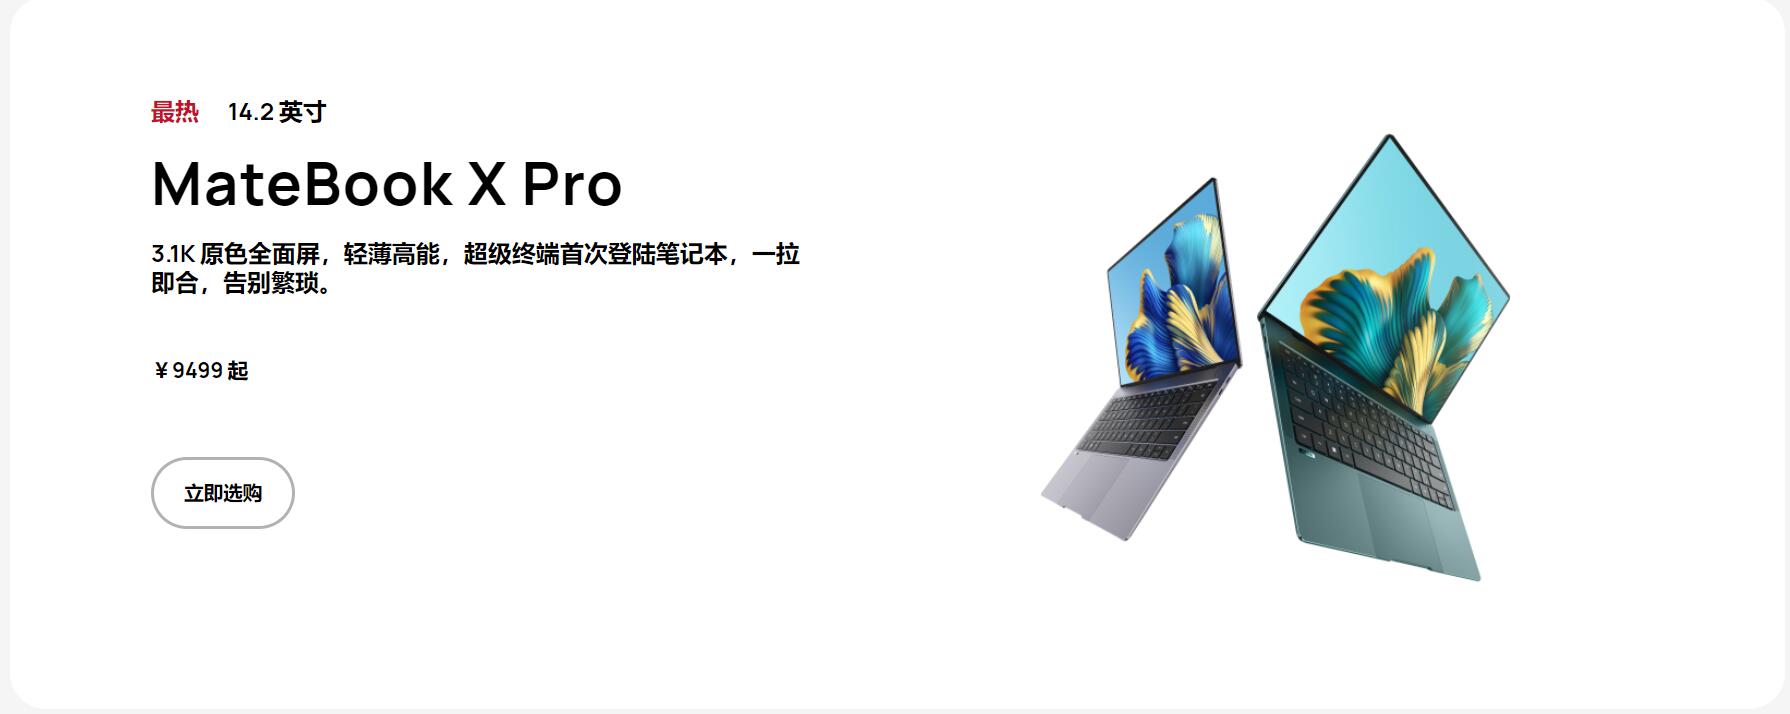 最热 14.2 英寸
MateBook X Pro
3.1K 原色全面屏，轻薄高能，超级终端首次登陆笔记本，一拉
即合，告别繁琐。
¥ 9499 起
立即选购